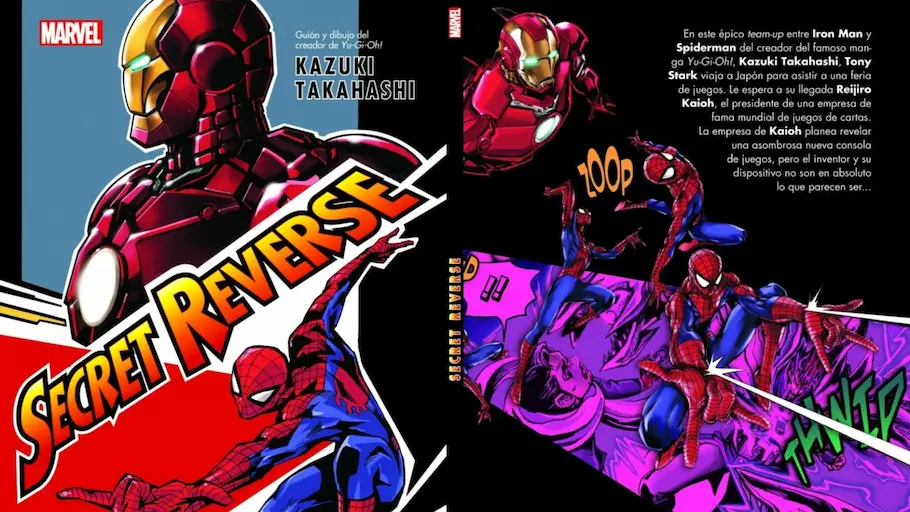 MARVEL
Guión y dibujo del
creador de Yu-Gi-Oh!
KAZUKI
TAKAHASHI
SECRET REVERSE
MARVEL
SECRET REVERSE
En este épico team-up entre Iron Man y
Spiderman del creador del famoso man-
ga Yu-Gi-Oh!, Kazuki Takahashi, Tony
Stark viaja a Japón para asistir a una feria
de juegos. Le espera a su llegada Reijiro
Kaioh, el presidente de una empresa de
fama mundial de juegos de cartas.
La empresa de Kaioh planea revelar
una asombrosa nueva consola
de juegos, pero el inventor y su
dispositivo no son en absoluto
lo que parecen ser...
ZOOP
!!
THWIP